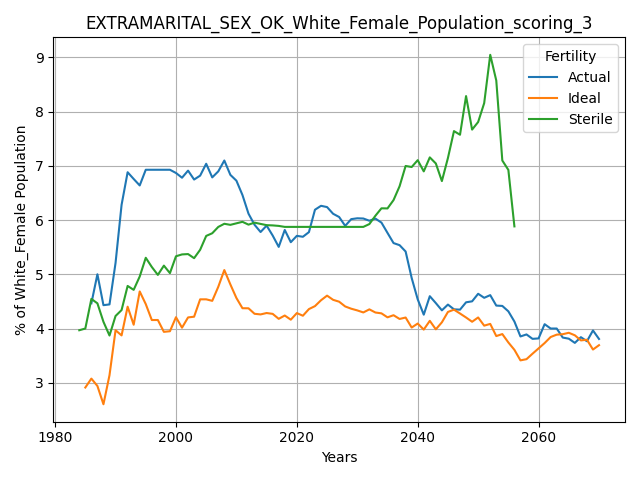 EXTRAMARITAL_SEX_OK_White_Female_Population_scoring_3
Fertility
Actual
Ideal
Sterile
% of White_Female Population
9
8
7
6
5
4
3
1980
2000
2020
2040
2060
Years